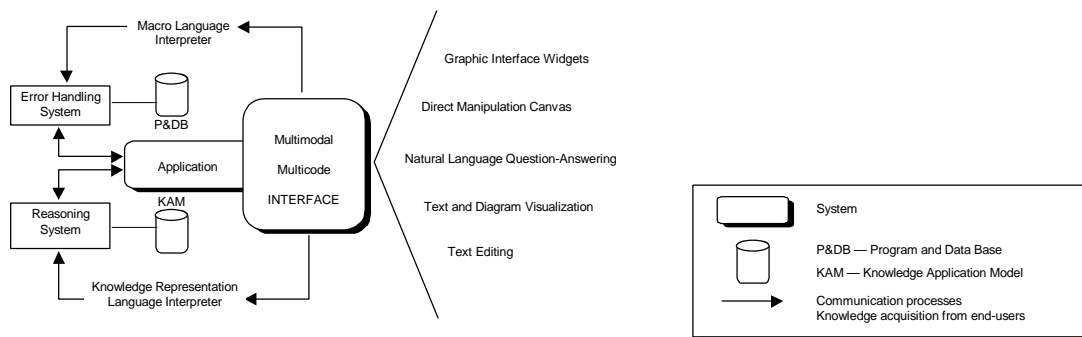 Macro Language
Interpreter
Graphic Interface Widgets
Error Handling
System
P&DB
Direct Manipulation Canvas
Multimodal
Multicode
INTERFACE
Application
Natural Language Question-Answering
KAM
Reasoning
System
Text and Diagram Visualization
Text Editing
Knowledge Representation
Language Interpreter
System
P&DB — Program and Data Base
KAM — Knowledge Application Model
Communication processes
Knowledge acquisition from end-users